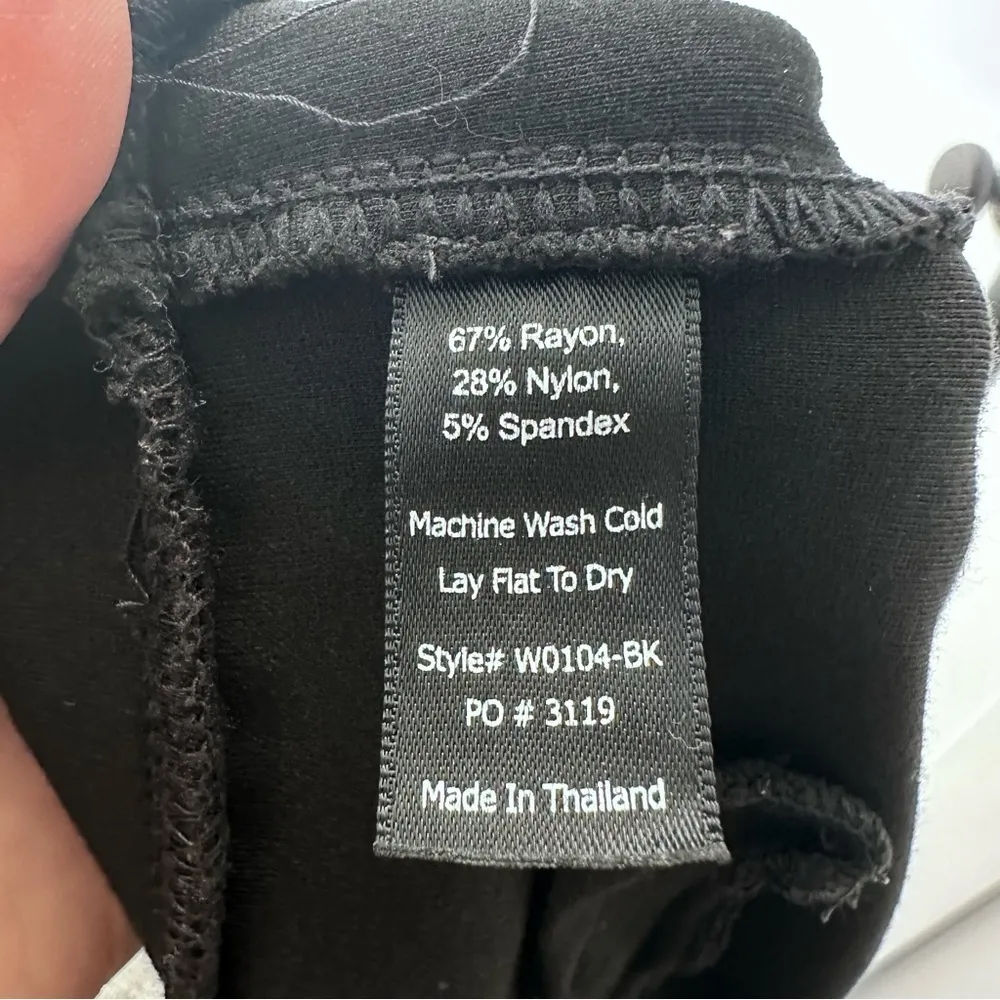 67% Rayon,
28% Nylon,
5% Spandex
Machine Wash Cold
Lay Flat To Dry
Style# W0104-BK
PO # 3119
Made In Thailand